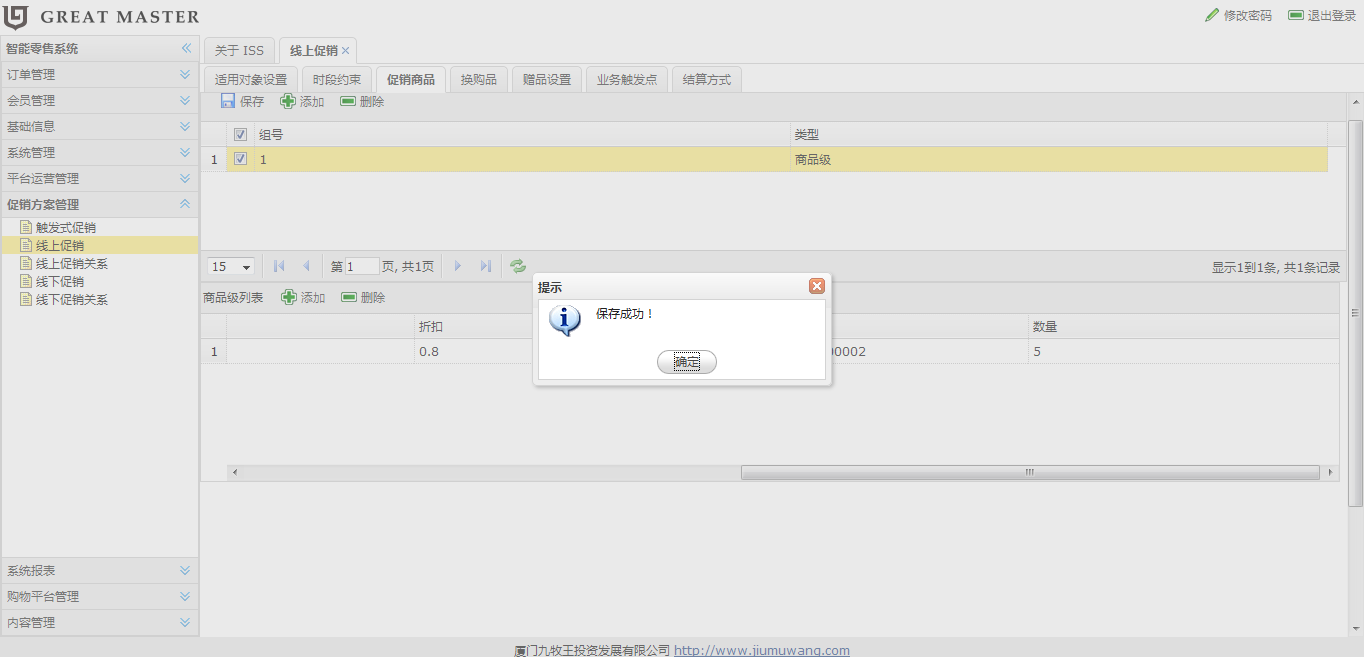 GREAT MASTER
修改密码 退出登录
智能零售系统
订单管理
会员管理
基础信息
系统管理
平台运营管理
促销方案管理
触发式促销
线上促销
线上促销关系
线下促销
线下促销关系
系统报表
购物平台管理
内容管理
关于 ISS 线上促销
适用对象设置 时段约束 促销商品 换购品 赠品设置 业务触发点 结算方式
保存 添加 删除
组号 类型
1 1 商品级
15 第 1 页, 共1页 显示1到1条, 共1条记录
商品级列表 添加 删除
折扣 数量
1 0.8 0002 5
提示
保存成功！
确定
厦门九牧王投资发展有限公司 http://www.jiumuwang.com